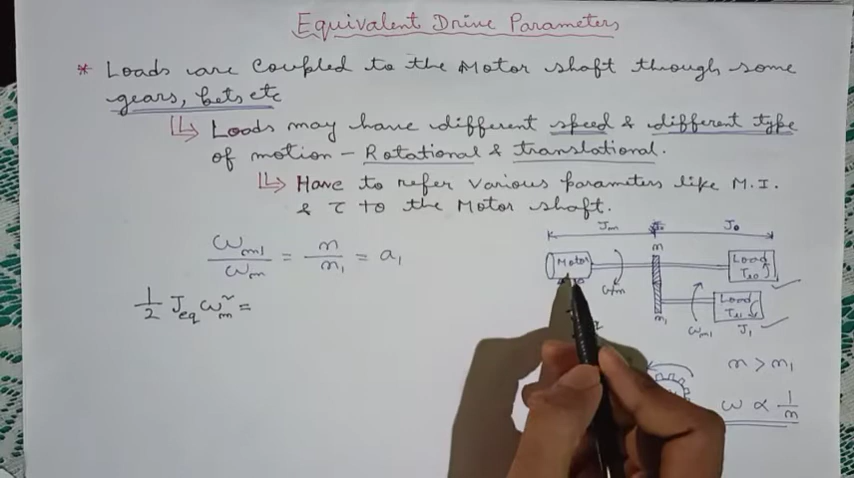 Equivalent Drive Parameters
* Loads are coupled to the Motor shaft through some
gears, bets etc
Loads may have different speed & different type
of motion - Rotational & translational.
Have to refer Various parameters like M.I.
& τ to the Motor shaft.
ωm1/ωm = n/n1 = a1
1/2 Jeq ωm² =
Jm J0
n
Motor
Load
Tl0
ωm
Load
Tl1
n1 ωm1 J1
n > n1
ω ∝ 1/n